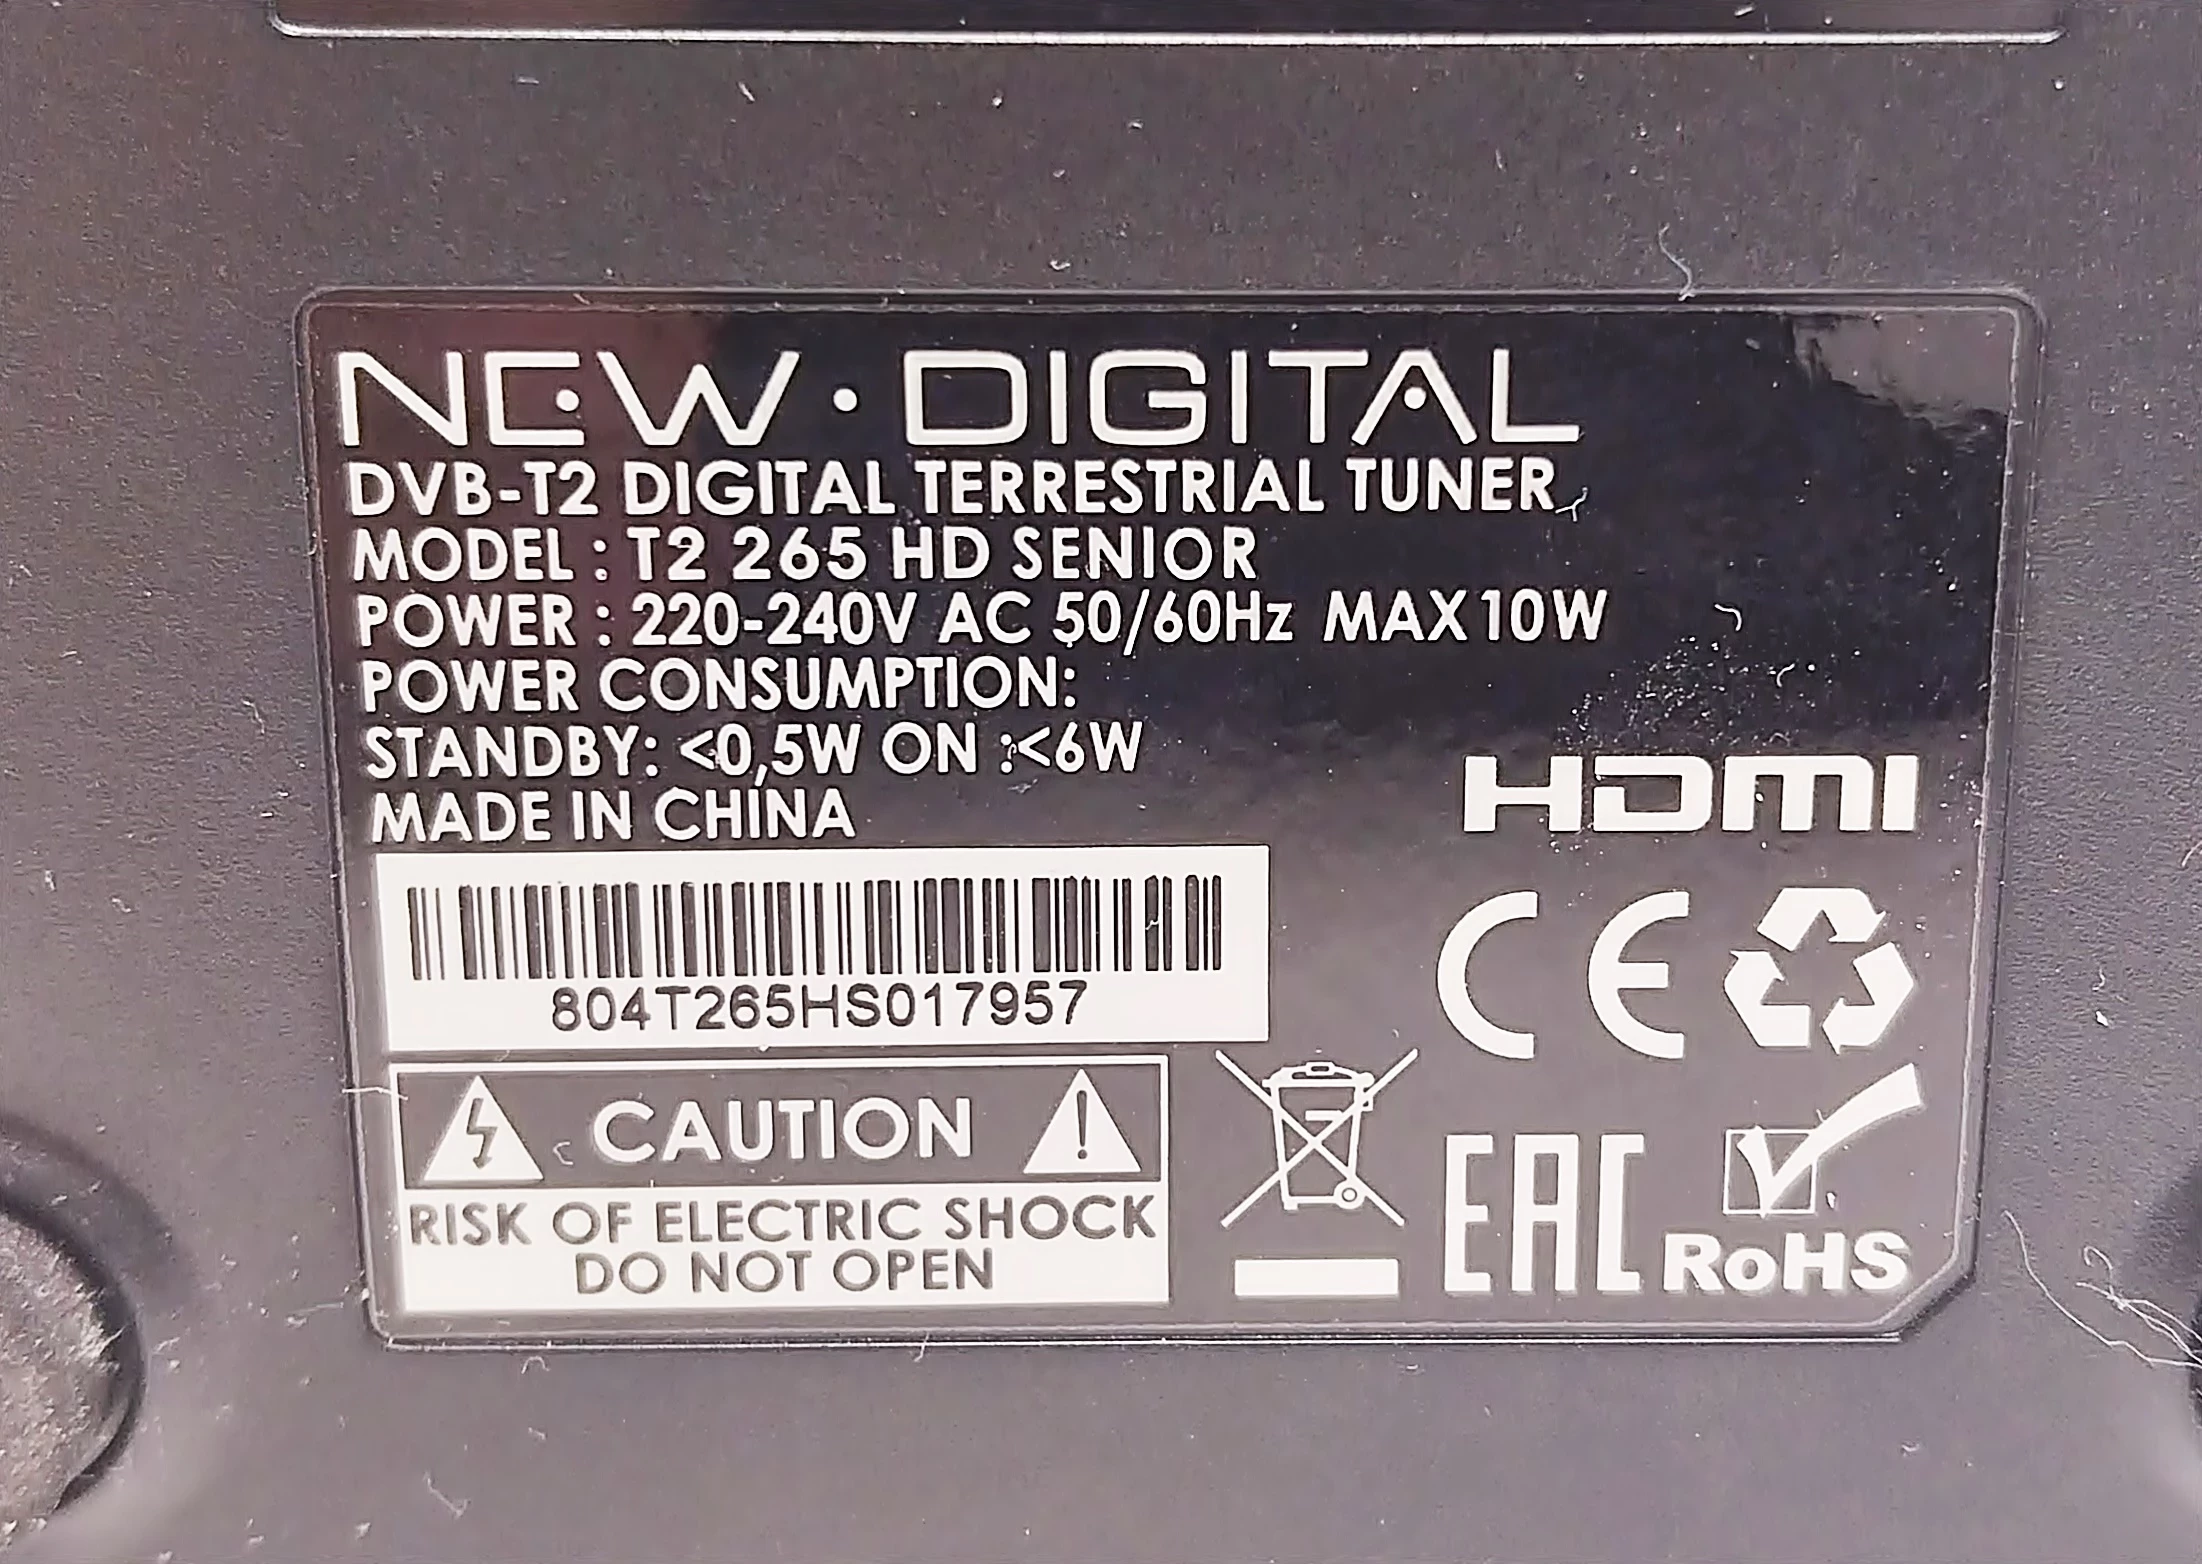 NEW·DIGITAL
DVB-T2 DIGITAL TERRESTRIAL TUNER
MODEL : T2 265 HD SENIOR
POWER : 220-240V AC 50/60Hz MAX 10W
POWER CONSUMPTION:
STANDBY: <0,5W ON :<6W
MADE IN CHINA
HDMI
804T265HS017957
CE
CAUTION
RISK OF ELECTRIC SHOCK
DO NOT OPEN
EAC
RoHS